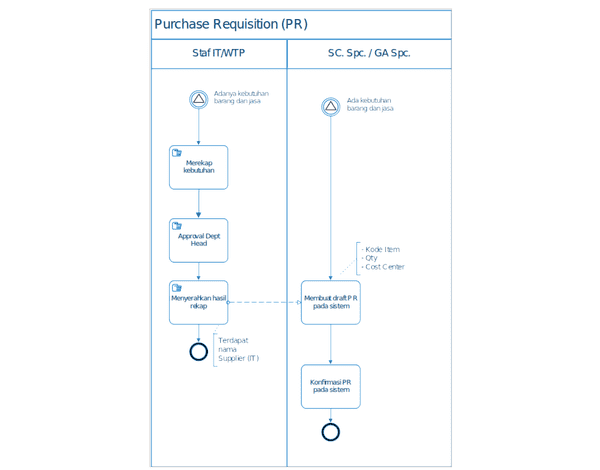 Purchase Requisition (PR)
Staf IT/WTP
SC. Spc. / GA Spc.
Adanya kebutuhan
barang dan jasa
Ada kebutuhan
barang dan jasa
Merekap
kebutuhan
Approval Dept
Head
- Kode Item
- Qty
- Cost Center
Menyerahkan hasil
rekap
Membuat draft PR
pada sistem
Terdapat
nama
Supplier (IT)
Konfirmasi PR
pada sistem